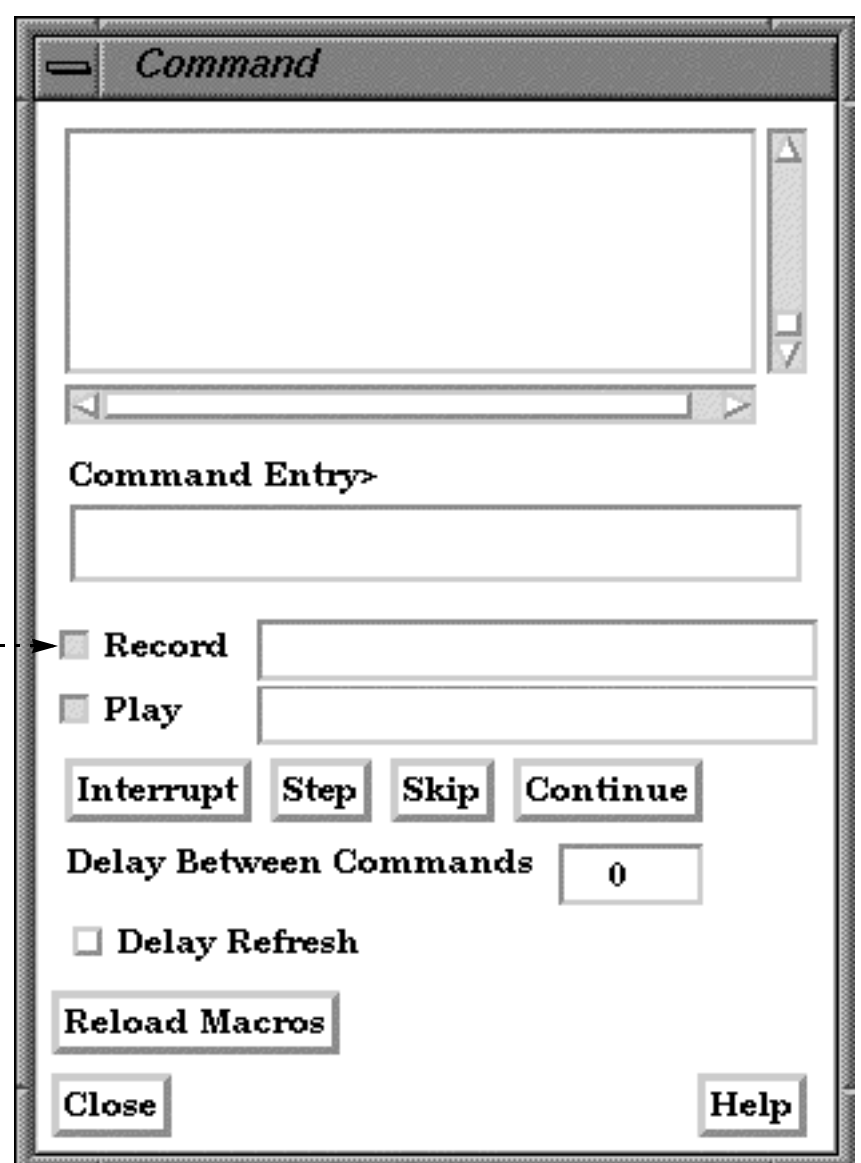 Command
Command Entry>
Record
Play
Interrupt Step Skip Continue
Delay Between Commands 0
Delay Refresh
Reload Macros
Close Help